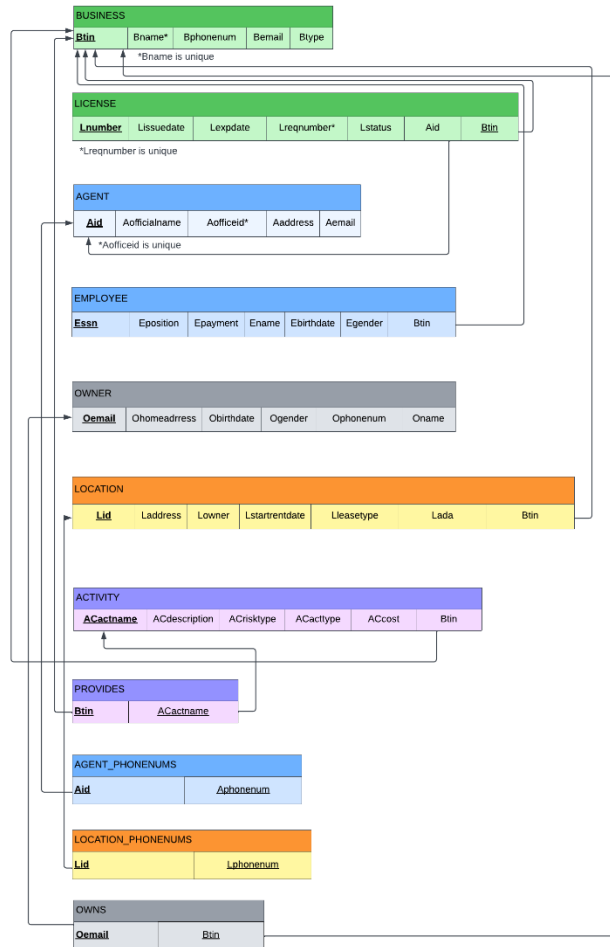 BUSINESS
Btin Bname* Bphonenum Bemail Btype
*Bname is unique
LICENSE
Lnumber Lissuedate Lexpdate Lreqnumber* Lstatus Aid Btin
*Lreqnumber is unique
AGENT
Aid Aofficialname Aofficeid* Aaddress Aemail
*Aofficeid is unique
EMPLOYEE
Essn Eposition Epayment Ename Ebirthdate Egender Btin
OWNER
Oemail Ohomeadrress Obirthdate Ogender Ophonenum Oname
LOCATION
Lid Laddress Lowner Lstartrentdate Lleasetype Lada Btin
ACTIVITY
ACactname ACdescription ACrisktype ACacttype ACcost Btin
PROVIDES
Btin ACactname
AGENT_PHONENUMS
Aid Aphonenum
LOCATION_PHONENUMS
Lid Lphonenum
OWNS
Oemail Btin